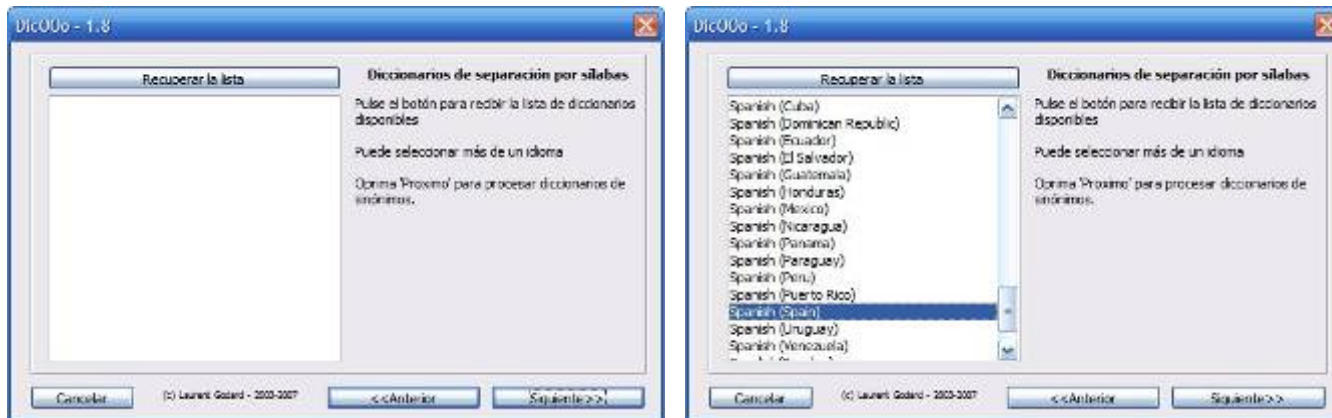 DicOOo - 1.8
Recuperar la lista
Diccionarios de separación por sílabas
Pulse el botón para recibir la lista de diccionarios
disponibles
Puede seleccionar más de un idioma
Oprima 'Proximo' para procesar diccionarios de
sinónimos.
Cancelar
(c) Laurent Godard - 2003-2007
<<Anterior
Siguiente>>
DicOOo - 1.8
Recuperar la lista
Spanish (Cuba)
Spanish (Dominican Republic)
Spanish (Ecuador)
Spanish (El Salvador)
Spanish (Guatemala)
Spanish (Honduras)
Spanish (Mexico)
Spanish (Nicaragua)
Spanish (Panama)
Spanish (Paraguay)
Spanish (Peru)
Spanish (Puerto Rico)
Spanish (Spain)
Spanish (Uruguay)
Spanish (Venezuela)
Diccionarios de separación por sílabas
Pulse el botón para recibir la lista de diccionarios
disponibles
Puede seleccionar más de un idioma
Oprima 'Proximo' para procesar diccionarios de
sinónimos.
Cancelar
(c) Laurent Godard - 2003-2007
<<Anterior
Siguiente>>